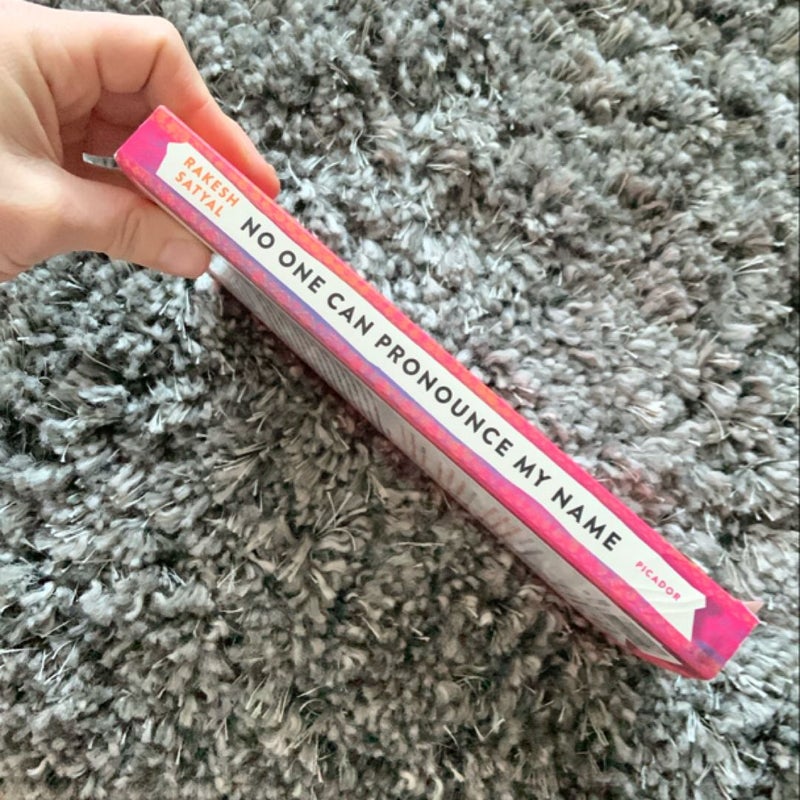 RAKESH
SATYAL
NO ONE CAN PRONOUNCE MY NAME
PICADOR